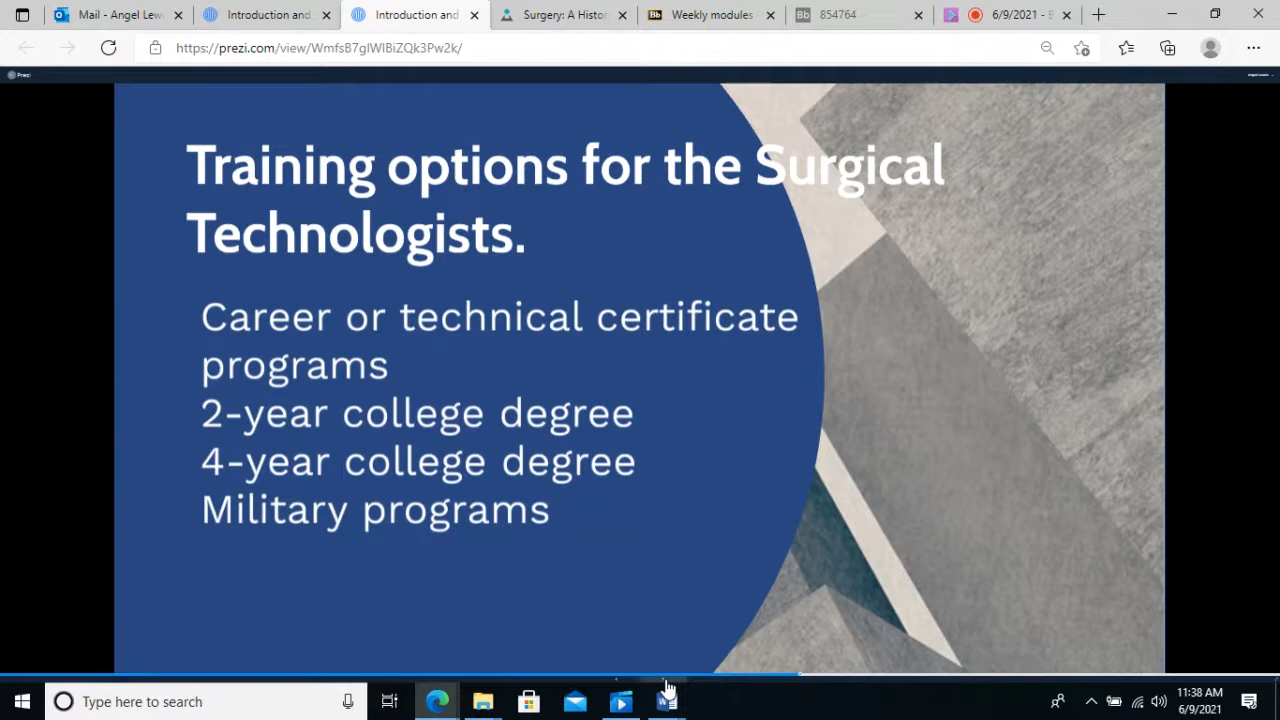 Mail - Angel Lew
Introduction and
Introduction and
Surgery: A Histor
Weekly modules
854764
6/9/2021 - E
https://prezi.com/view/WmfsB7gIWIBiZQk3Pw2k/
Prezi
Training options for the Surgical
Technologists.
Career or technical certificate
programs
2-year college degree
4-year college degree
Military programs
Type here to search
11:38 AM
6/9/2021